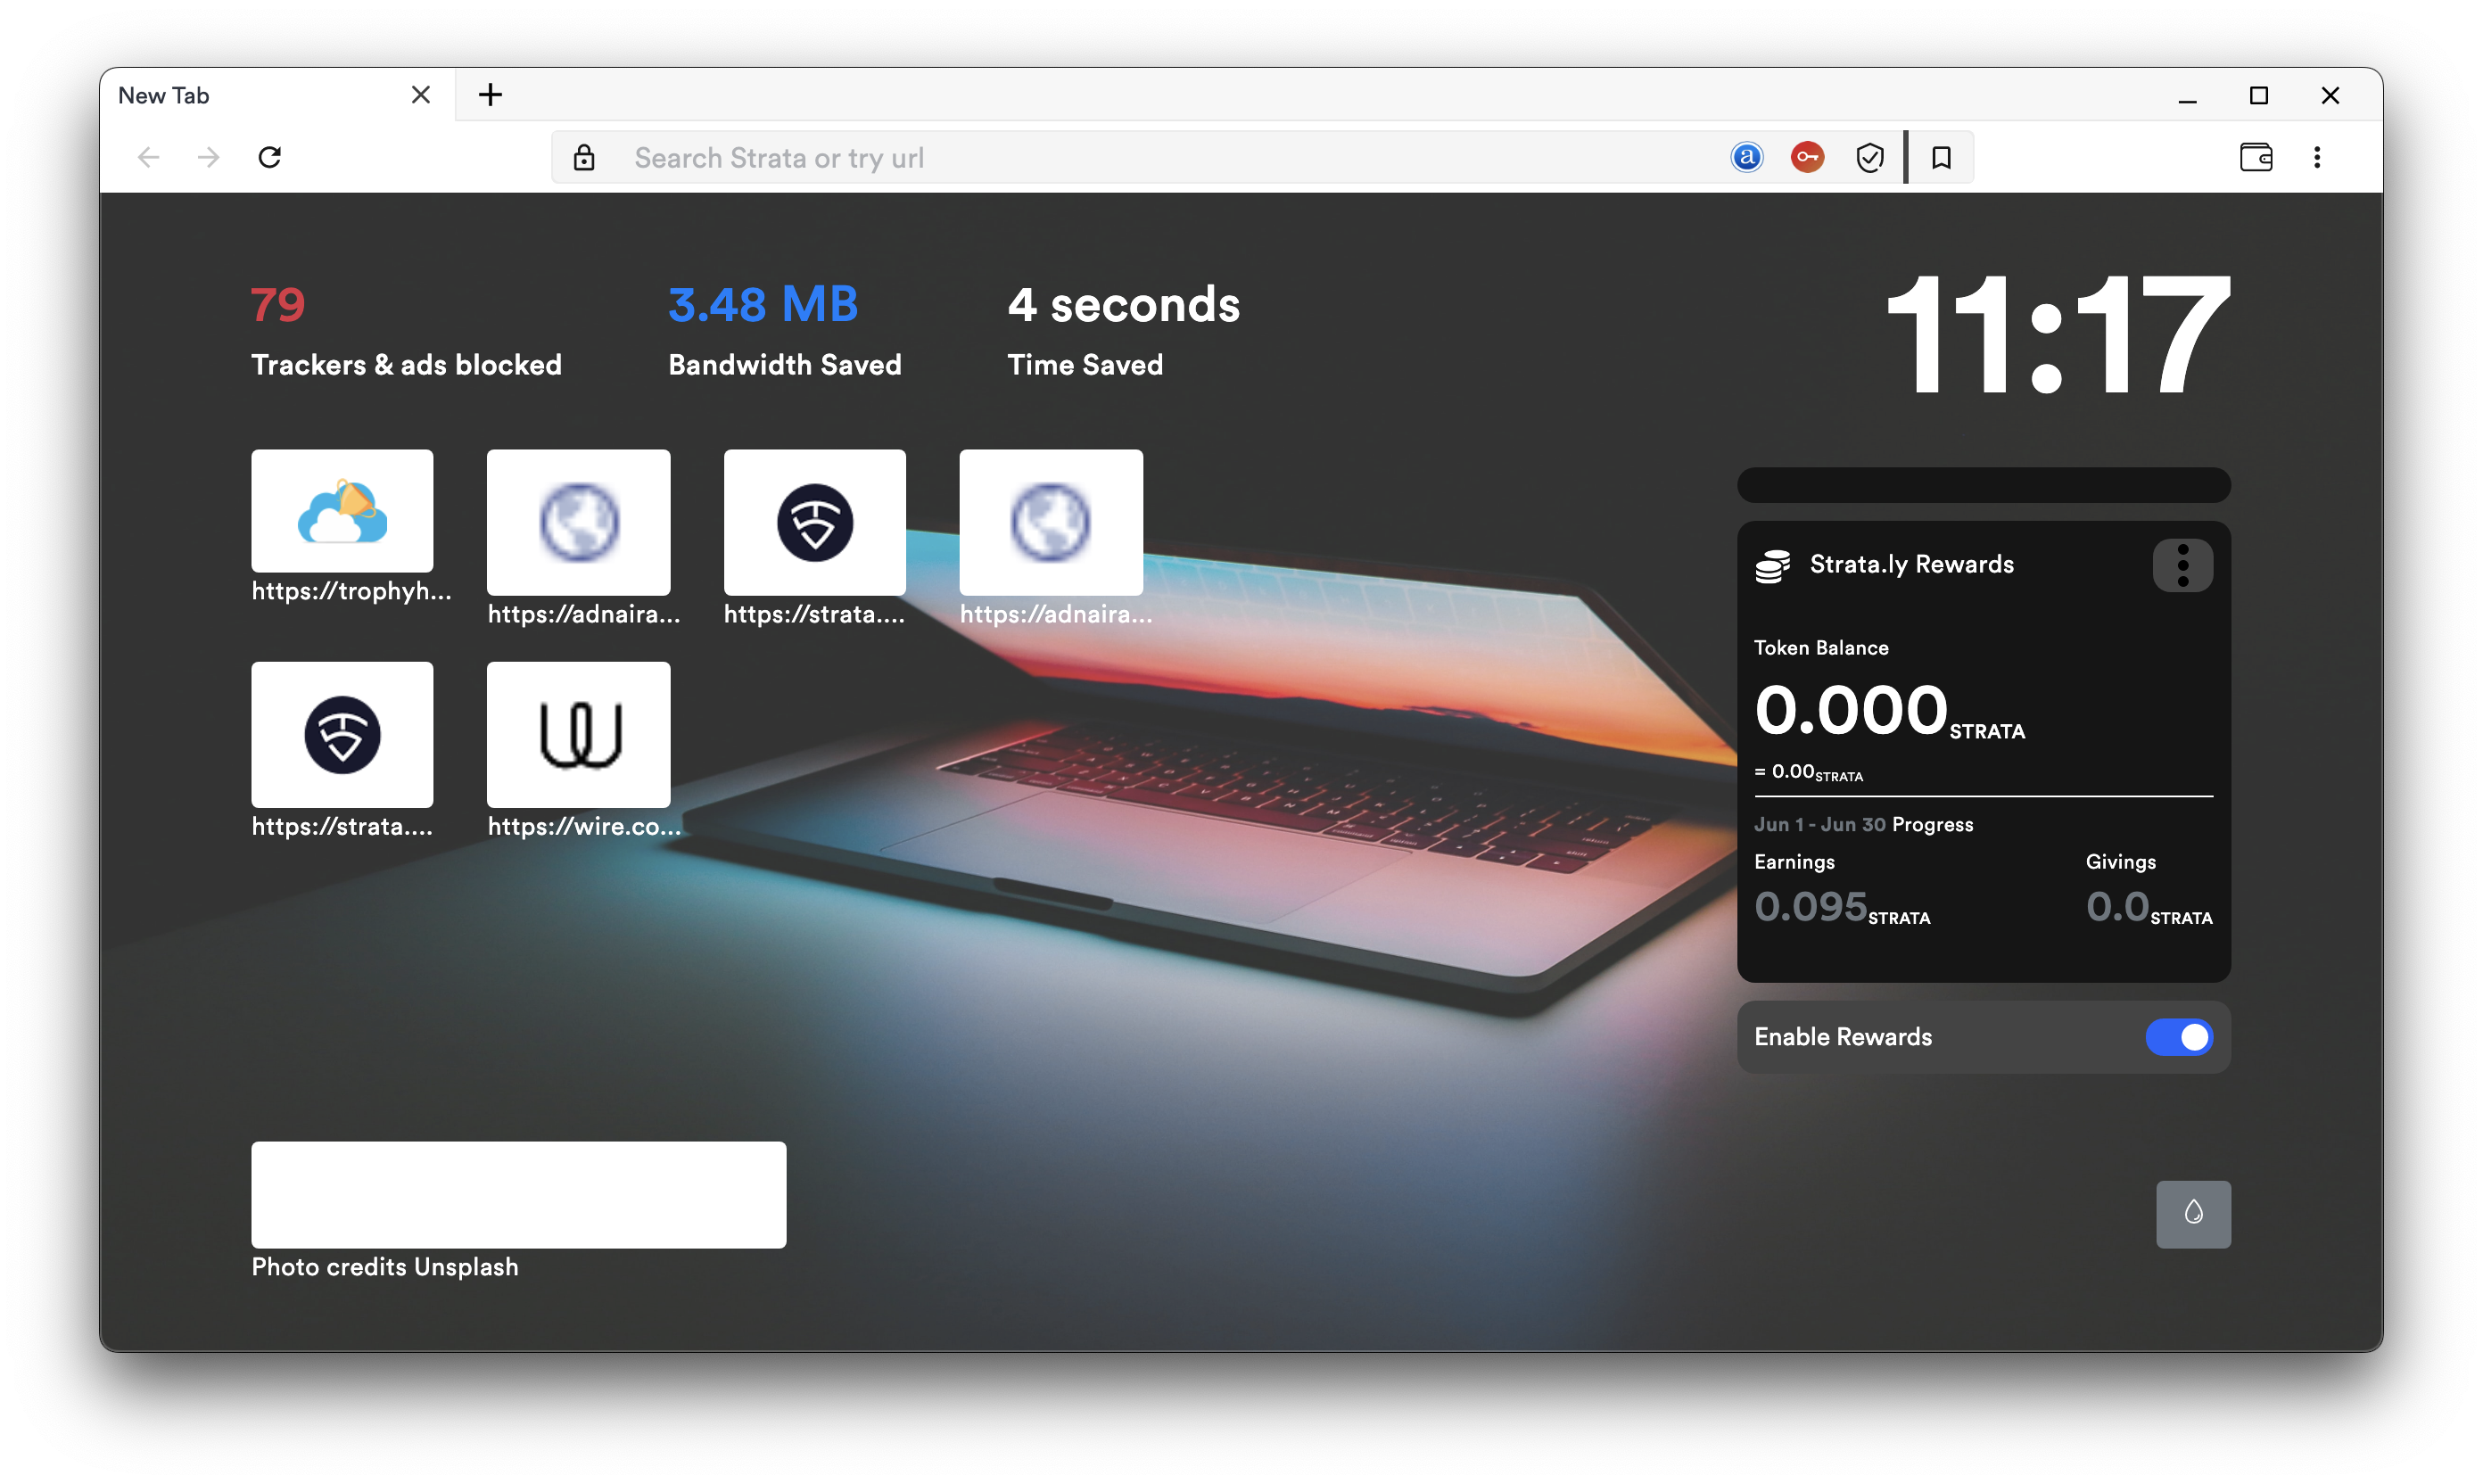 New Tab
Search Strata or try url
79
Trackers & ads blocked
3.48 MB
Bandwidth Saved
4 seconds
Time Saved
11:17
https://trophyh...
https://adnaira...
https://strata....
https://adnaira...
https://strata....
https://wire.co...
Strata.ly Rewards
Token Balance
0.000 STRATA
= 0.00 STRATA
Jun 1 - Jun 30 Progress
Earnings
0.095 STRATA
Givings
0.0 STRATA
Enable Rewards
Photo credits Unsplash